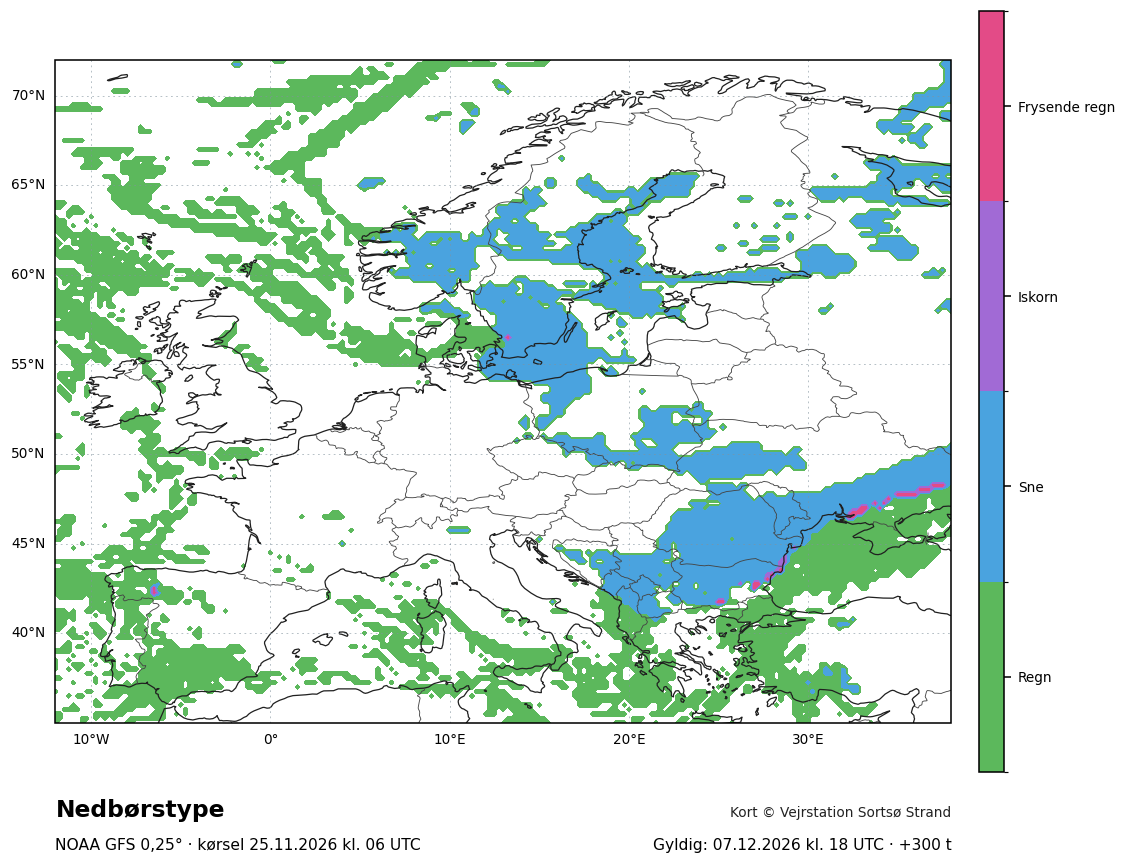 Frysende regn
Iskorn
Sne
Regn
70°N
65°N
60°N
55°N
50°N
45°N
40°N
10°W
0°
10°E
20°E
30°E
Nedbørstype
Kort © Vejrstation Sortsø Strand
NOAA GFS 0,25° · kørsel 25.11.2026 kl. 06 UTC
Gyldig: 07.12.2026 kl. 18 UTC · +300 t